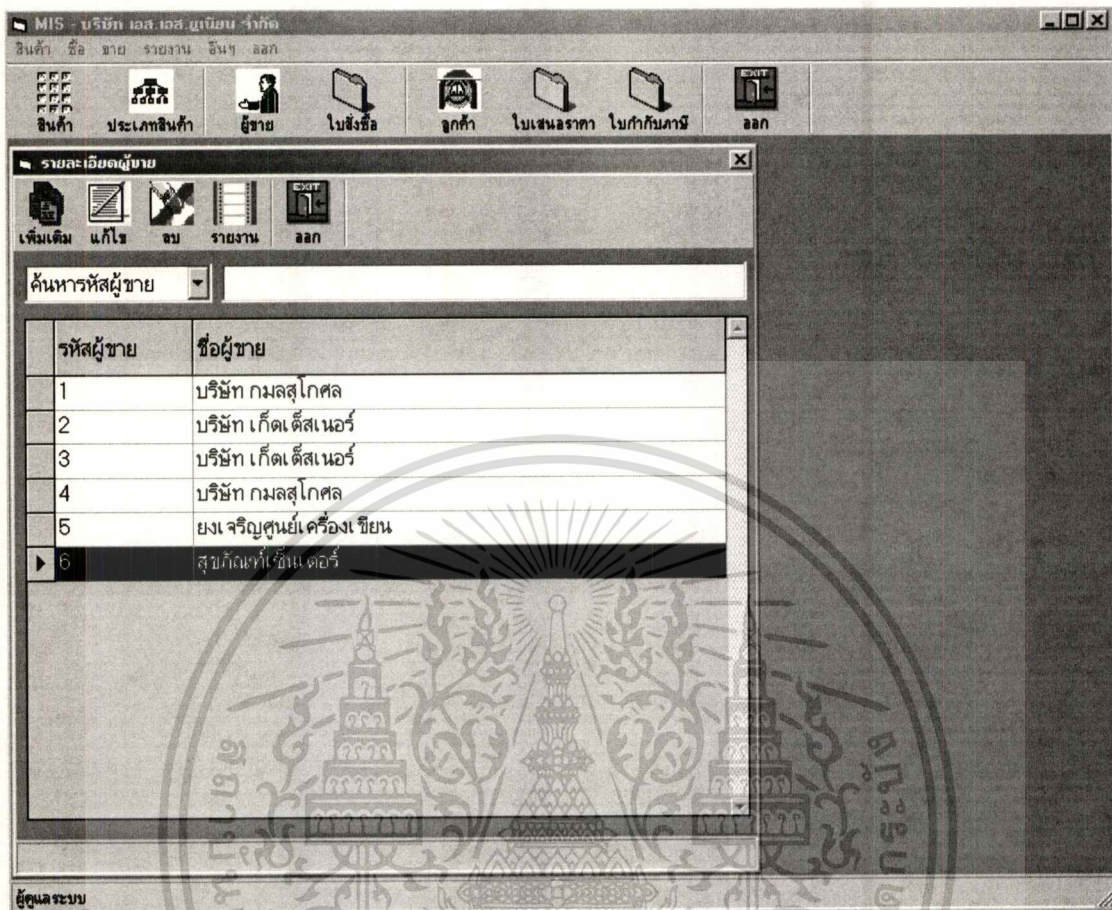 MIS - บริษัท เอส.เอส.ยูเนียน จำกัด
สินค้า ซื้อ ขาย รายงาน อื่นๆ ออก
สินค้า ประเภทสินค้า ผู้ขาย ใบสั่งซื้อ ลูกค้า ใบเสนอราคา ใบกำกับภาษี EXIT ออก
รายละเอียดผู้ขาย
เพิ่มเติม แก้ไข ลบ รายงาน EXIT ออก
ค้นหารหัสผู้ขาย
รหัสผู้ขาย ชื่อผู้ขาย
1 บริษัท กมลสุโกศล
2 บริษัท เก็ตเต็สเนอร์
3 บริษัท เก็ตเต็สเนอร์
4 บริษัท กมลสุโกศล
5 ยงเจริญศูนย์เครื่องเขียน
6 สุขภัณฑ์เซ็นเตอร์
ผู้ดูแลระบบ